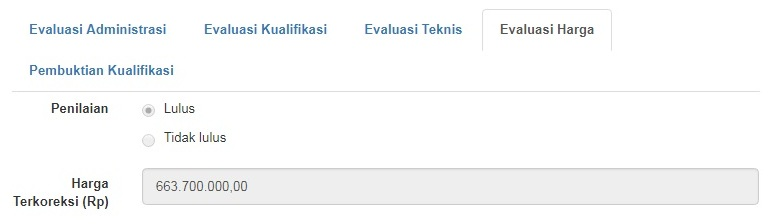 Evaluasi Administrasi Evaluasi Kualifikasi Evaluasi Teknis Evaluasi Harga
Pembuktian Kualifikasi
Penilaian Lulus
Tidak lulus
Harga
Terkoreksi (Rp) 663.700.000,00